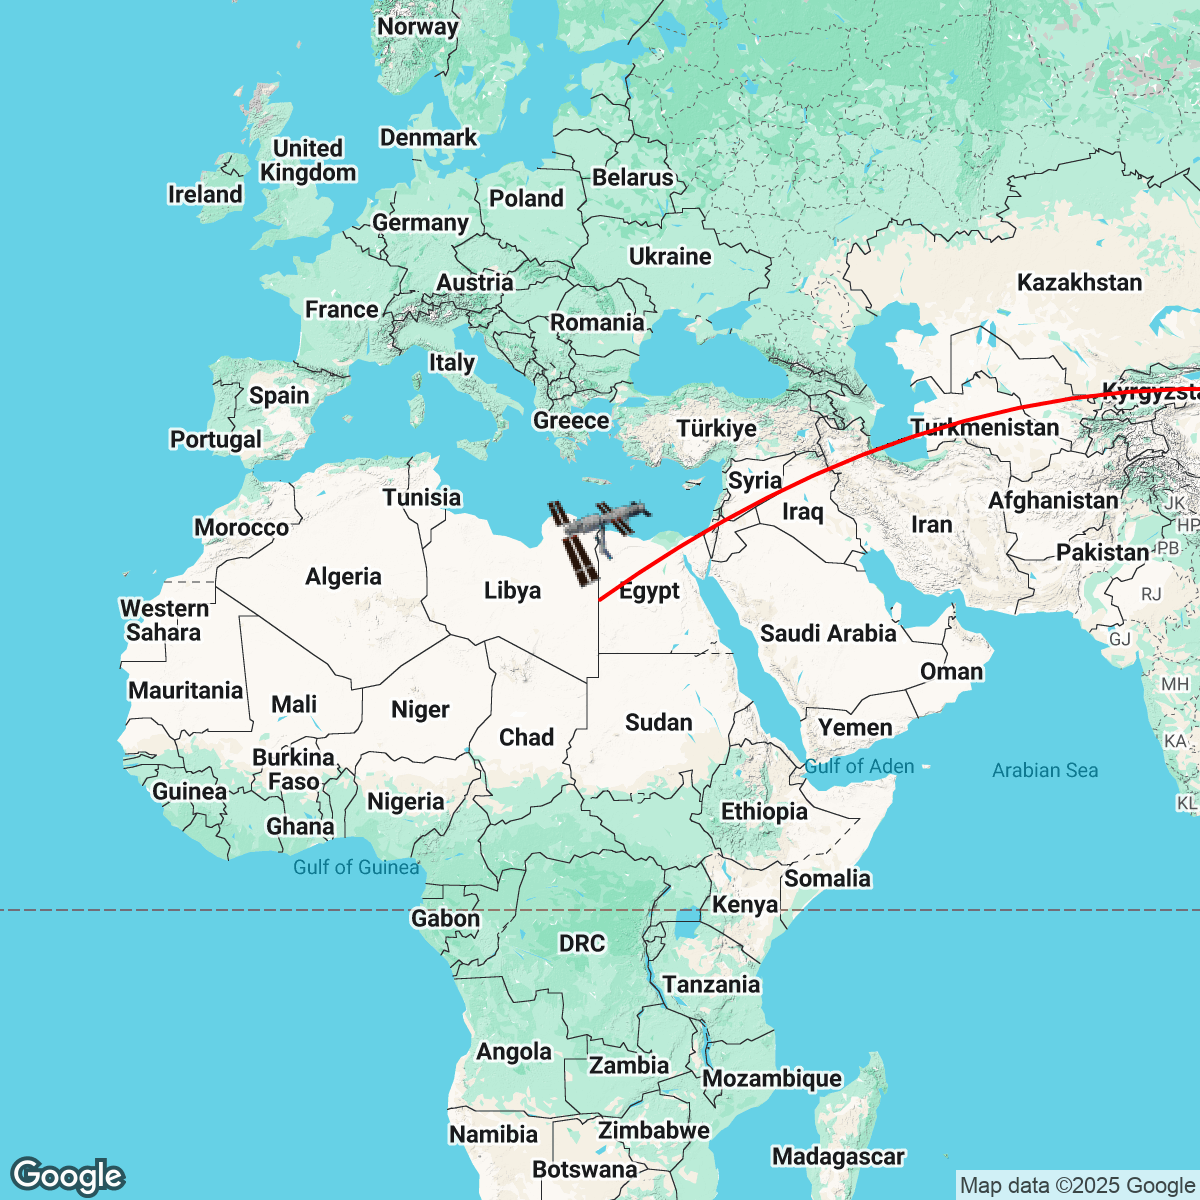 Norway
Denmark
United
Kingdom
Ireland
Belarus
Poland
Germany
Ukraine
Austria
Kazakhstan
France
Romania
Italy
Spain
Kyrgyzsta
Greece
Türkiye
Turkmenistan
Portugal
Syria
Tunisia
Afghanistan
JK
Iraq
Morocco
Iran
HP
Pakistan
PB
Algeria
Libya
Egypt
RJ
Western
Sahara
Saudi Arabia
GJ
Oman
Mauritania
MH
Mali
Niger
Sudan
Yemen
Chad
KA
Burkina
Faso
Gulf of Aden
Arabian Sea
Guinea
Nigeria
KL
Ethiopia
Ghana
Gulf of Guinea
Somalia
Kenya
Gabon
DRC
Tanzania
Angola
Zambia
Mozambique
Zimbabwe
Namibia
Madagascar
Botswana
Google
Map data ©2025 Google